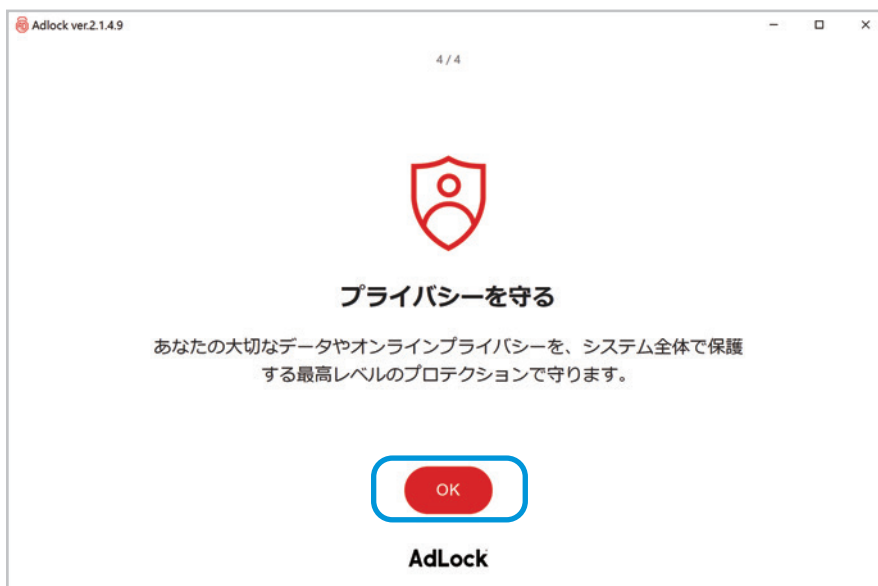 Adlock ver.2.1.4.9
4 / 4
プライバシーを守る
あなたの大切なデータやオンラインプライバシーを、システム全体で保護
する最高レベルのプロテクションで守ります。
OK
AdLock